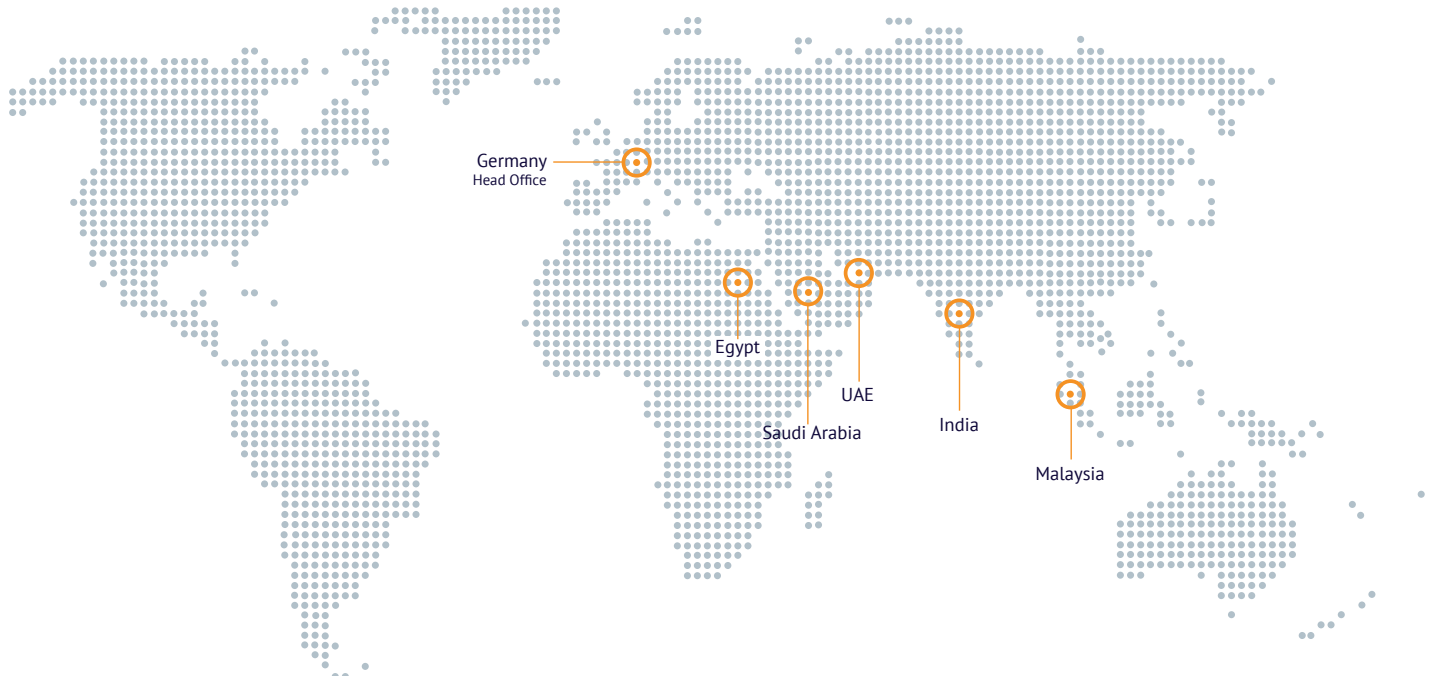 Germany
Head Office
Egypt
UAE
Saudi Arabia
India
Malaysia